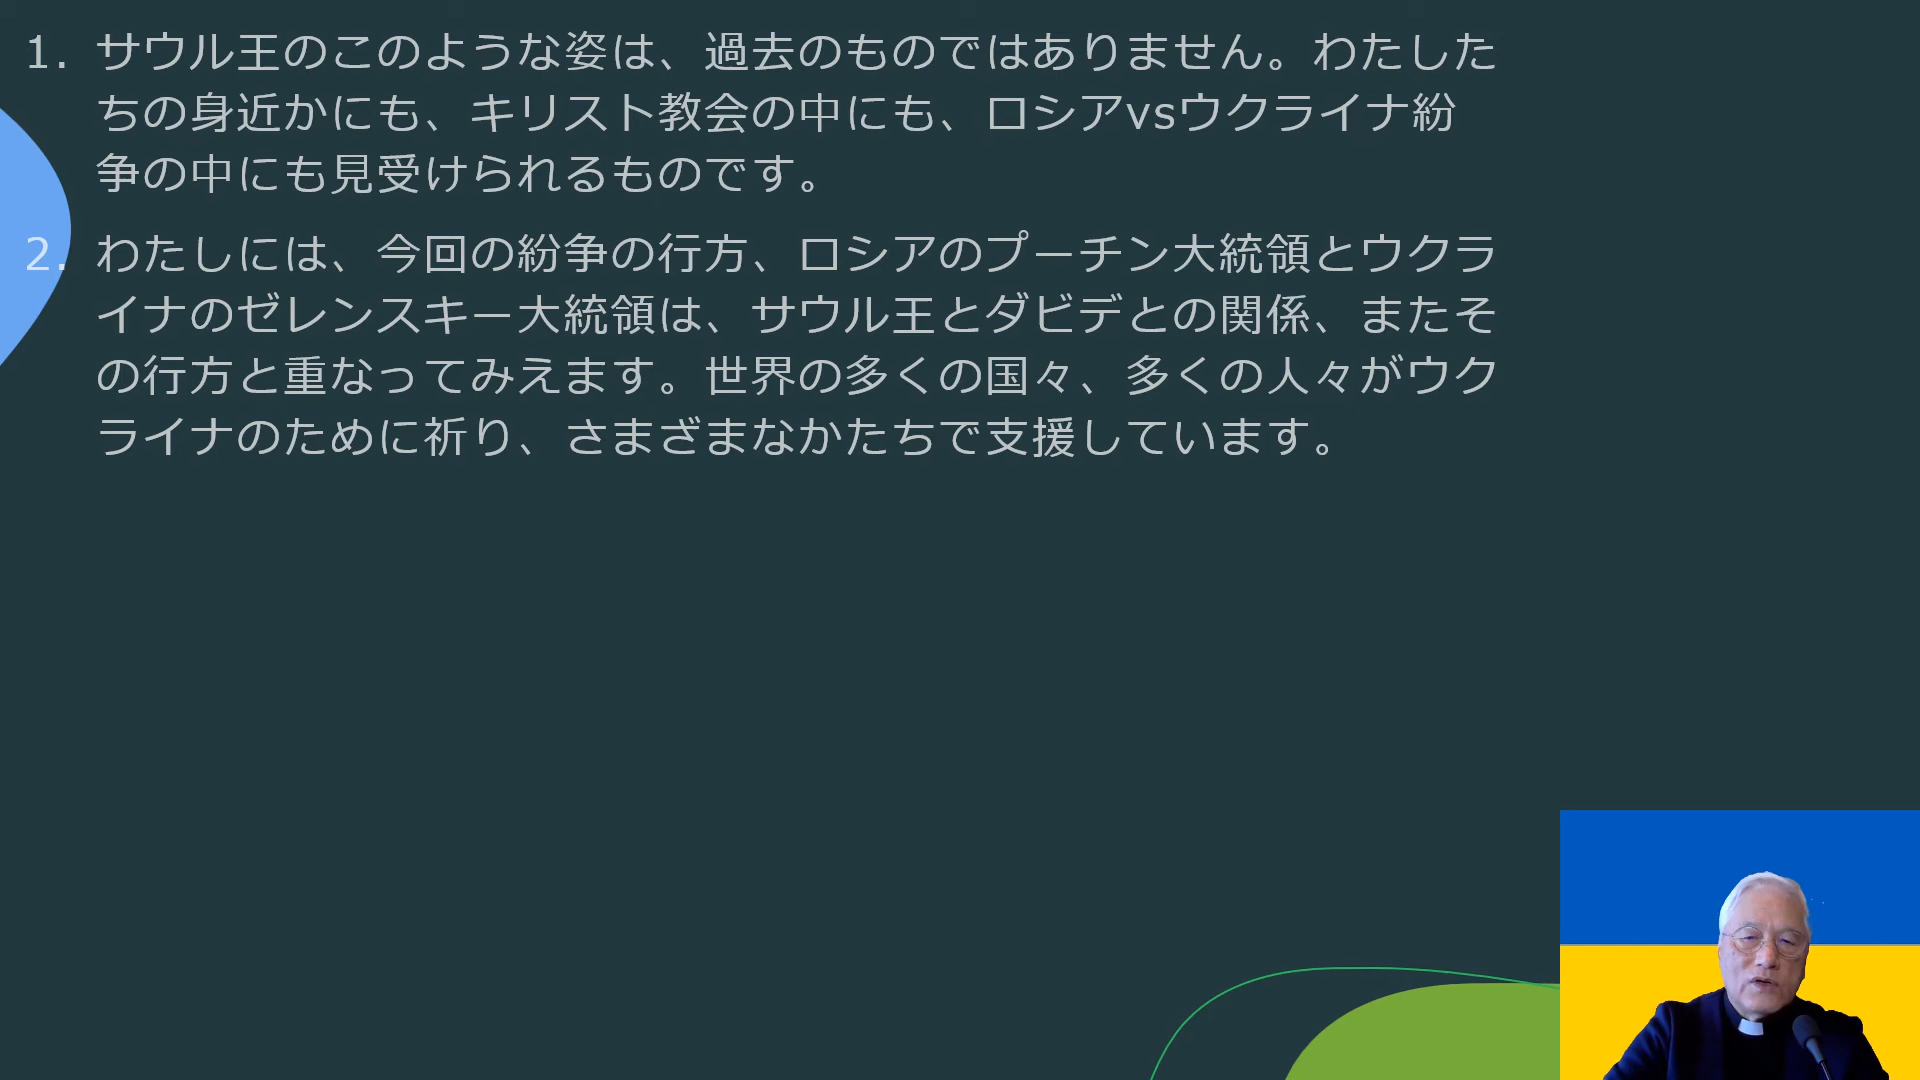 1. サウル王のこのような姿は、過去のものではありません。わたした
ちの身近かにも、キリスト教会の中にも、ロシアvsウクライナ紛
争の中にも見受けられるものです。
2. わたしには、今回の紛争の行方、ロシアのプーチン大統領とウクラ
イナのゼレンスキー大統領は、サウル王とダビデとの関係、またそ
の行方と重なってみえます。世界の多くの国々、多くの人々がウク
ライナのために祈り、さまざまなかたちで支援しています。